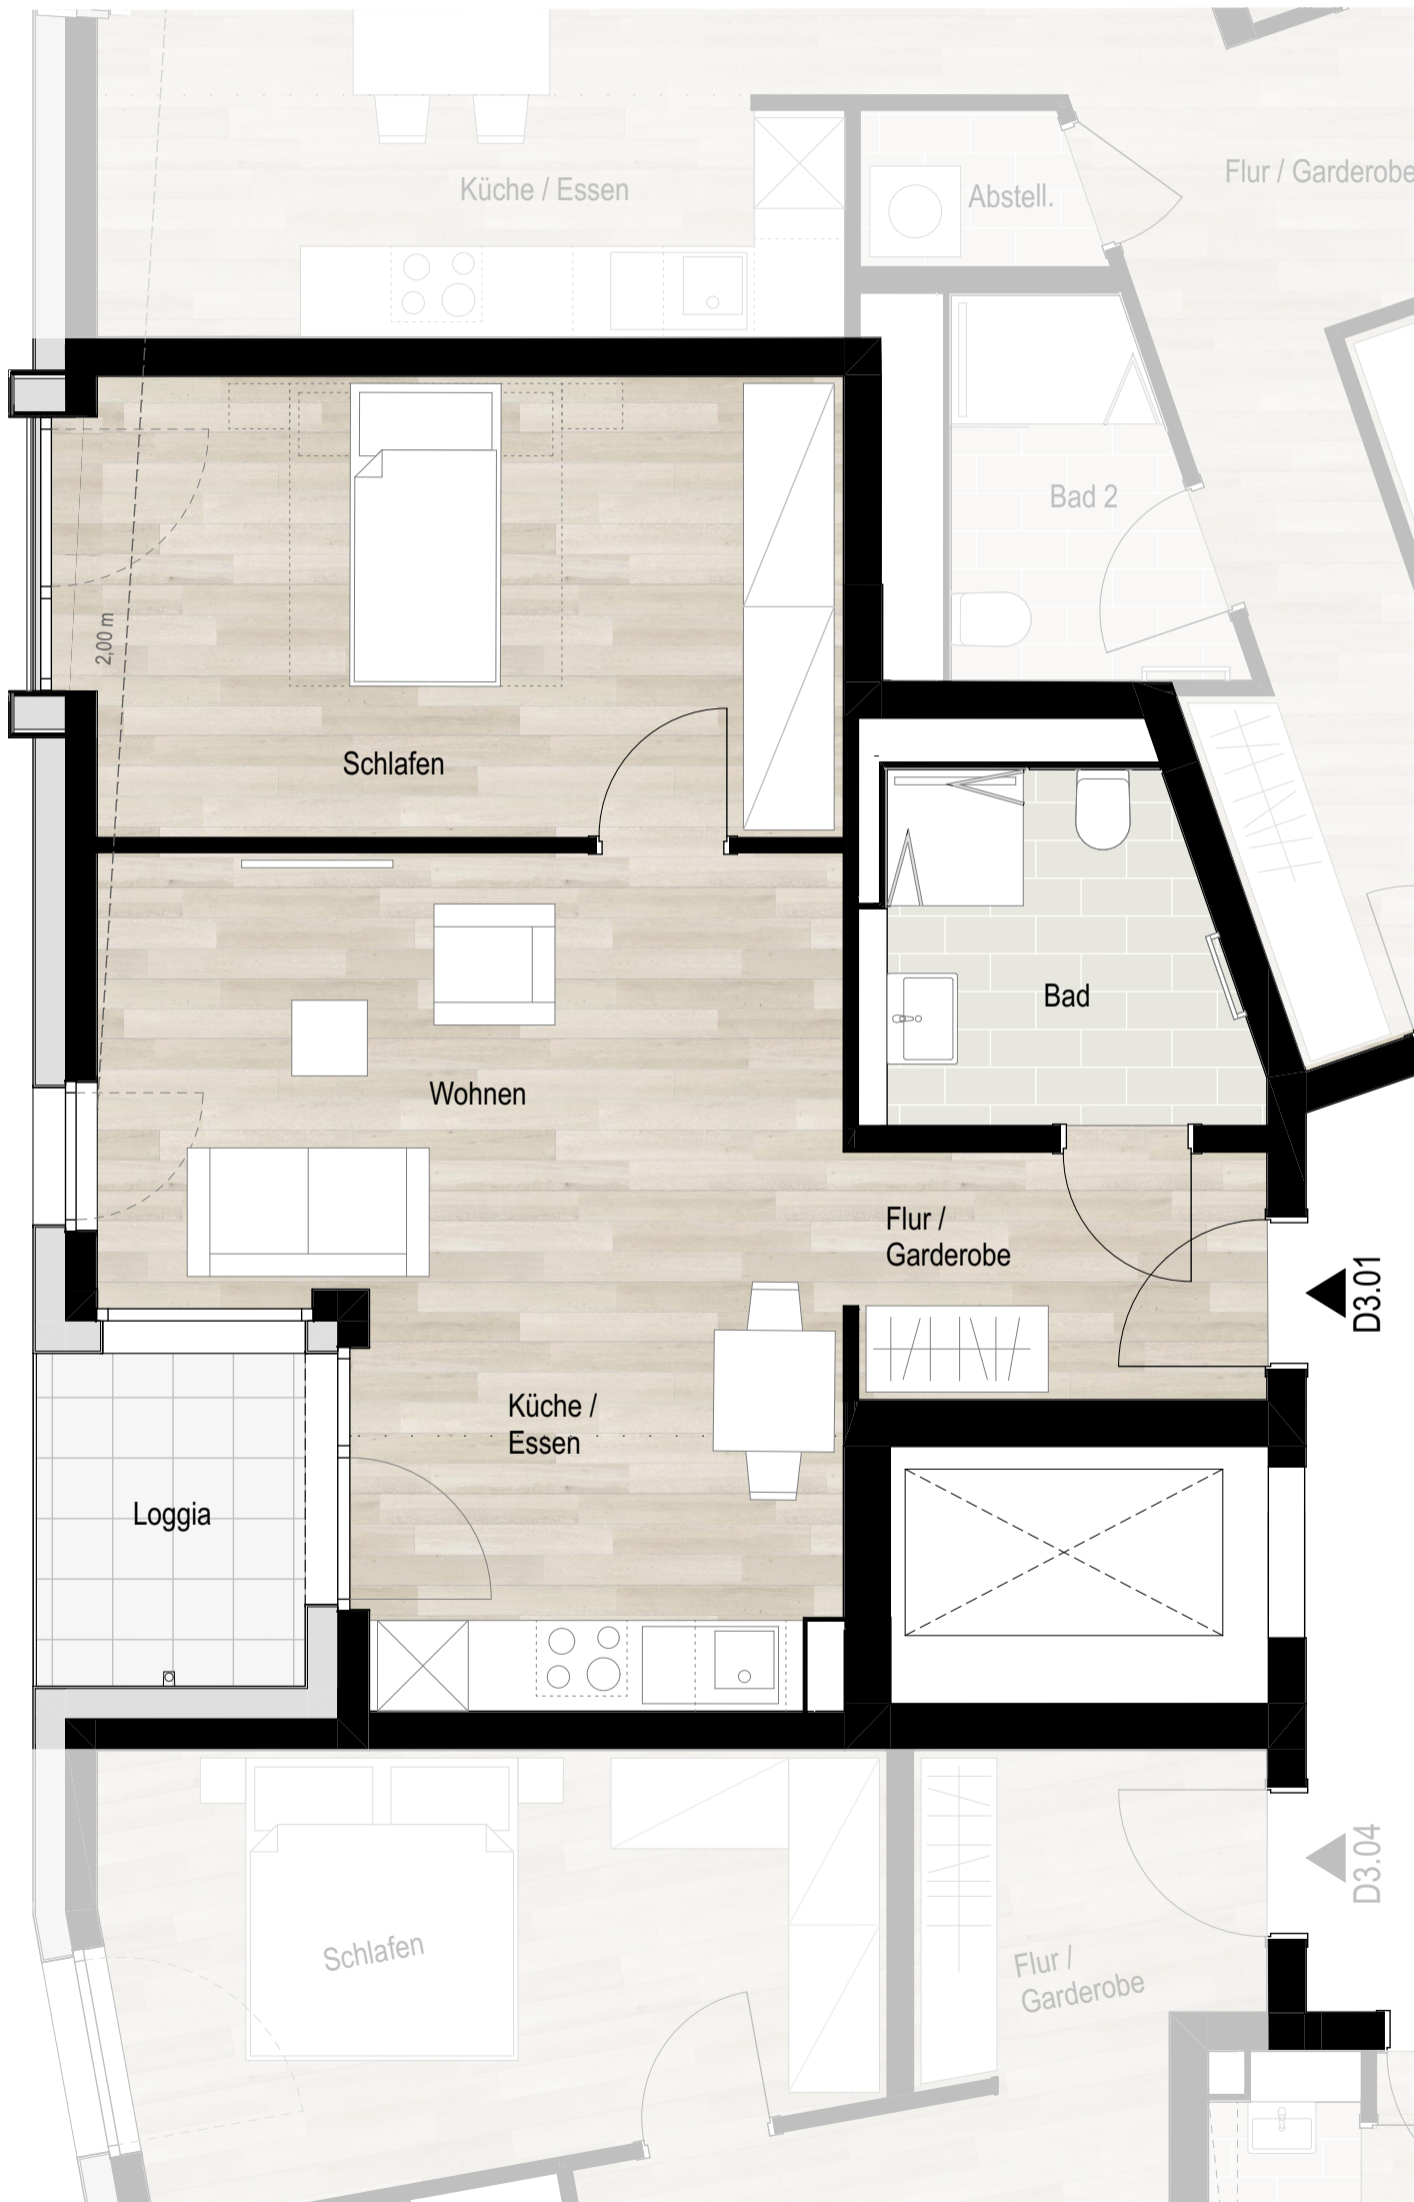 Küche / Essen
Abstell.
Flur / Garderobe
Bad 2
2,00 m
Schlafen
Bad
Wohnen
Flur /
Garderobe
D3.01
Küche /
Essen
Loggia
D3.04
Schlafen
Flur /
Garderobe